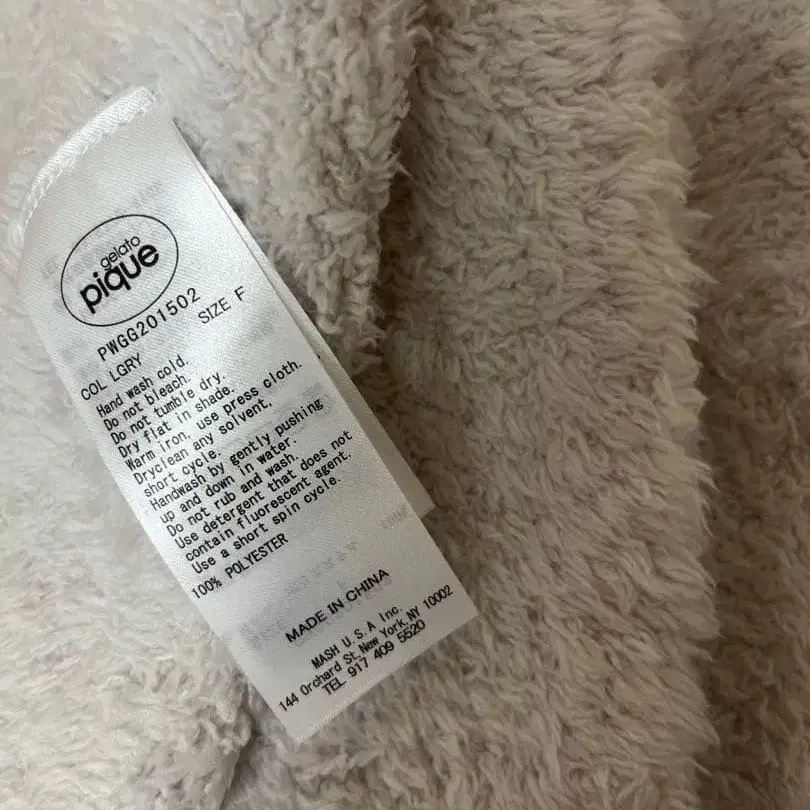 gelato
pique
PWGG201502
COL LGRY SIZE F
Hand wash cold.
Do not bleach.
Do not tumble dry.
Dry flat in shade.
Warm iron, use press cloth.
Dryclean any solvent.
short cycle.
Handwash by gently pushing
up and down in water.
Do not rub and wash.
Use detergent that does not
contain fluorescent agent.
Use a short spin cycle.
100% POLYESTER
MADE IN CHINA
MASH U.S.A Inc.
144 Orchard St.New York,NY 10002
TEL 917 409 5520